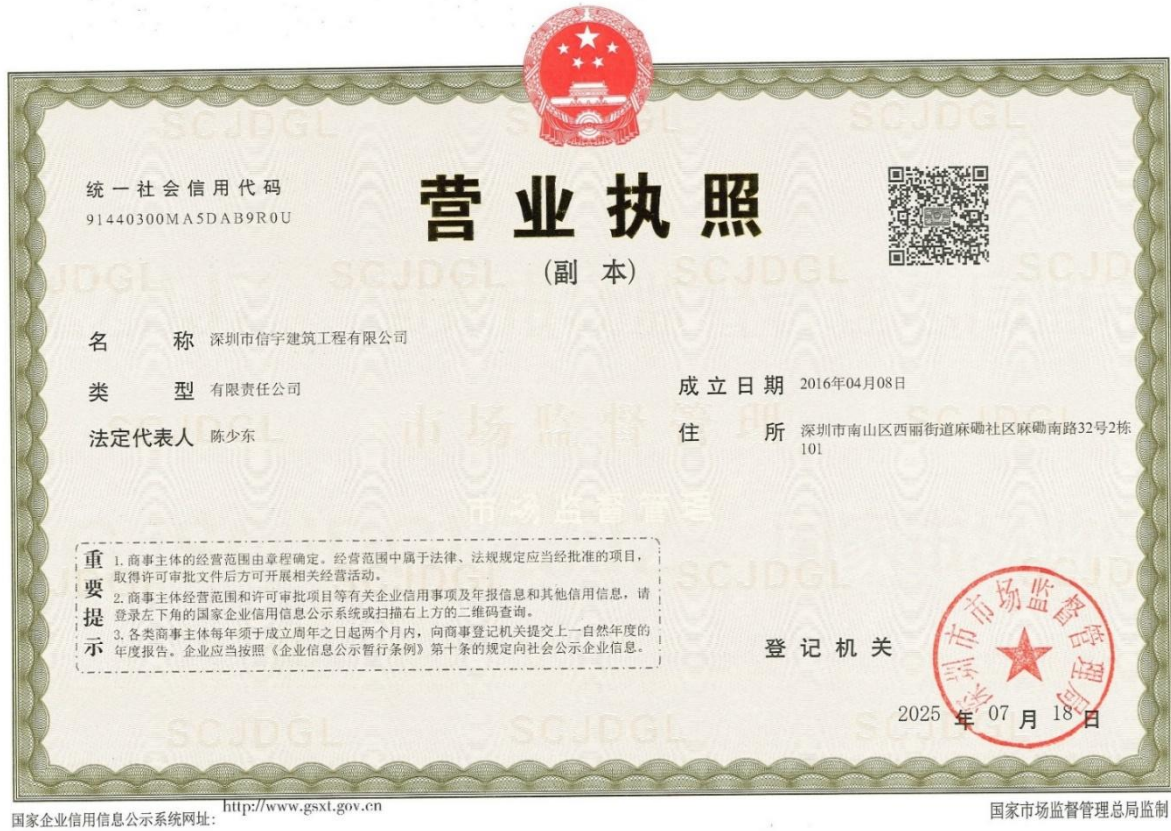 统一社会信用代码
91440300MA5DAB9R0U
营业执照
(副 本)
名 称 深圳市信宇建筑工程有限公司
类 型 有限责任公司
成立日期 2016年04月08日
法定代表人 陈少东
住 所 深圳市南山区西丽街道麻磡社区麻磡南路32号2栋
101
重要提示
1. 商事主体的经营范围由章程确定。经营范围中属于法律、法规规定应当经批准的项目，
取得许可审批文件后方可开展相关经营活动。
2. 商事主体经营范围和许可审批项目等有关企业信用事项及年报信息和其他信用信息，请
登录左下角的国家企业信用信息公示系统或扫描右上方的二维码查询。
3. 各类商事主体每年须于成立周年之日起两个月内，向商事登记机关提交上一自然年度的
年度报告。企业应当按照《企业信息公示暂行条例》第十条的规定向社会公示企业信息。
登记机关
深圳市市场监督管理局
2025 年 07 月 18 日
国家企业信用信息公示系统网址: http://www.gsxt.gov.cn
国家市场监督管理总局监制
SCJDGL
市场监督管理